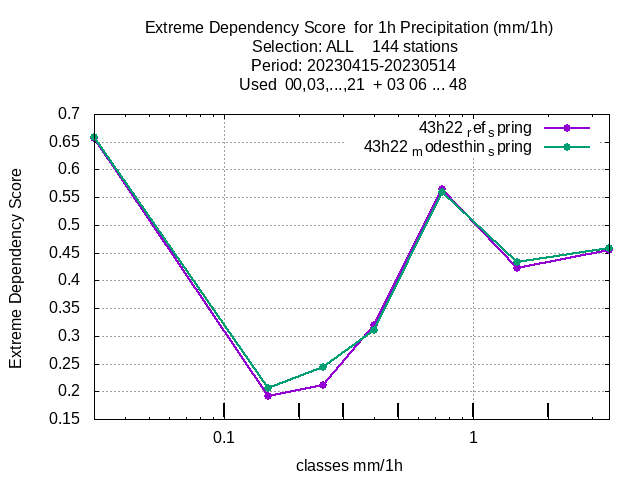 Extreme Dependency Score  for 1h Precipitation (mm/1h)
Selection: ALL    144 stations
Period: 20230415-20230514
Used  00,03,...,21  + 03 06 ... 48
43h22 ref spring
43h22 modesthin spring
0.7
0.65
0.6
0.55
0.5
0.45
0.4
0.35
0.3
0.25
0.2
0.15
Extreme Dependency Score
0.1
1
classes mm/1h